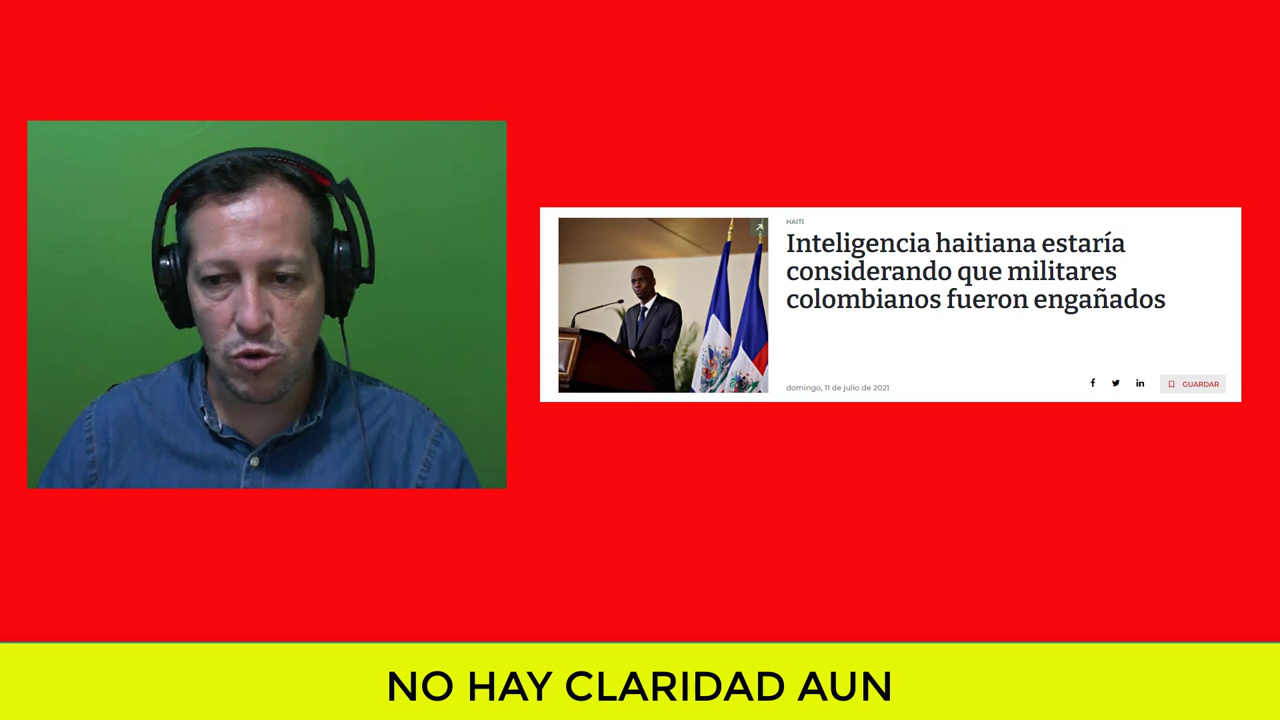 HAITÍ
Inteligencia haitiana estaría
considerando que militares
colombianos fueron engañados
domingo, 11 de julio de 2021
GUARDAR
NO HAY CLARIDAD AUN